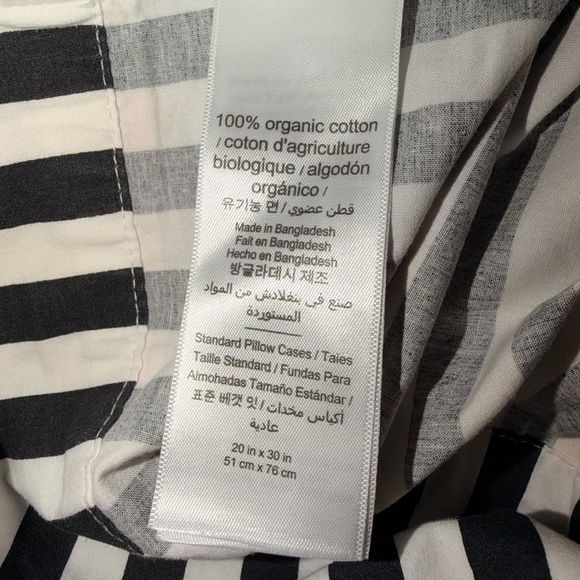 100% organic cotton
/ coton d'agriculture
biologique / algodón
orgánico /
유기농 면 / قطن عضوي
Made in Bangladesh
Fait en Bangladesh
Hecho en Bangladesh
방글라데시 제조
صنع في بنغلادش من المواد
المستوردة
Standard Pillow Cases / Taies
Taille Standard / Fundas Para
Almohadas Tamaño Estándar /
표준 베갯 잇 / أكياس مخدات
عادية
20 in x 30 in
51 cm x 76 cm